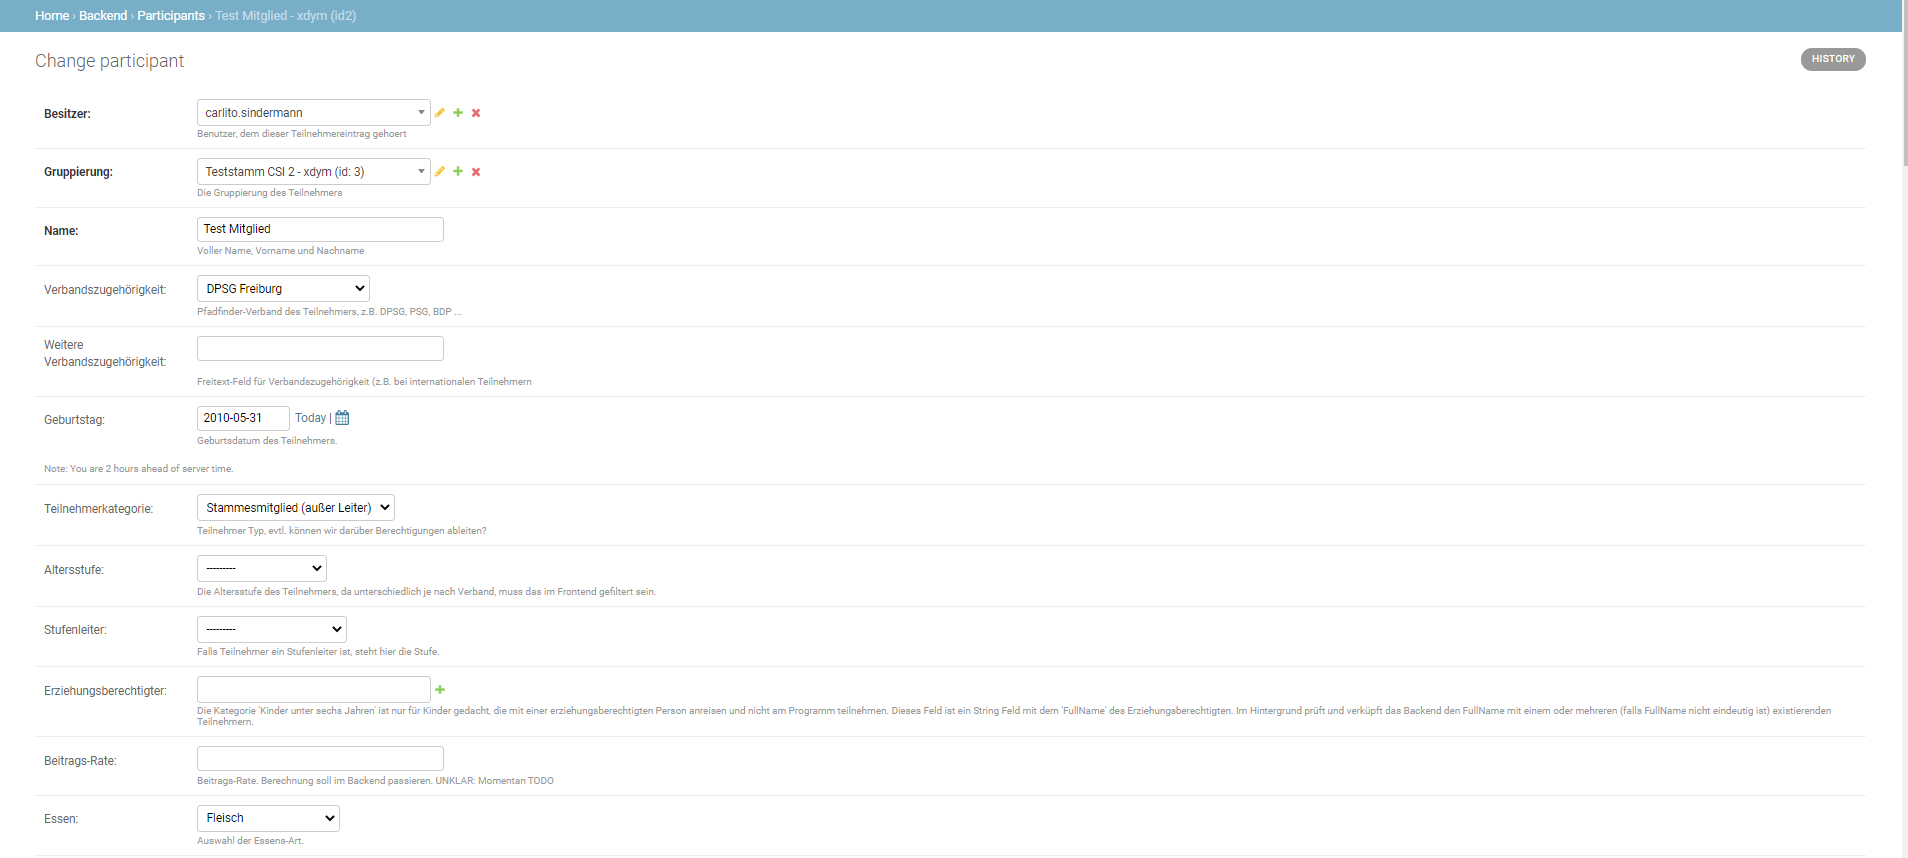 Home › Backend › Participants › Test Mitglied - xdym (id2)
Change participant
HISTORY
Besitzer:
carlito.sindermann
Benutzer, dem dieser Teilnehmereintrag gehoert
Gruppierung:
Teststamm CSI 2 - xdym (id: 3)
Die Gruppierung des Teilnehmers
Name:
Test Mitglied
Voller Name, Vorname und Nachname
Verbandszugehörigkeit:
DPSG Freiburg
Pfadfinder-Verband des Teilnehmers, z.B. DPSG, PSG, BDP ...
Weitere
Verbandszugehörigkeit:
Freitext-Feld für Verbandszugehörigkeit (z.B. bei internationalen Teilnehmern
Geburtstag:
2010-05-31 Today |
Geburtsdatum des Teilnehmers.
Note: You are 2 hours ahead of server time.
Teilnehmerkategorie:
Stammesmitglied (außer Leiter)
Teilnehmer Typ, evtl. können wir darüber Berechtigungen ableiten?
Altersstufe:
---------
Die Altersstufe des Teilnehmers, da unterschiedlich je nach Verband, muss das im Frontend gefiltert sein.
Stufenleiter:
---------
Falls Teilnehmer ein Stufenleiter ist, steht hier die Stufe.
Erziehungsberechtigter:
Die Kategorie `Kinder unter sechs Jahren` ist nur für Kinder gedacht, die mit einer erziehungsberechtigten Person anreisen und nicht am Programm teilnehmen. Dieses Feld ist ein String Feld mit dem `FullName` des Erziehungsberechtigten. Im Hintergrund prüft und verküpft das Backend den FullName mit einem oder mehreren (falls FullName nicht eindeutig ist) existierenden
Teilnehmern.
Beitrags-Rate:
Beitrags-Rate. Berechnung soll im Backend passieren. UNKLAR: Momentan TODO
Essen:
Fleisch
Auswahl der Essens-Art.